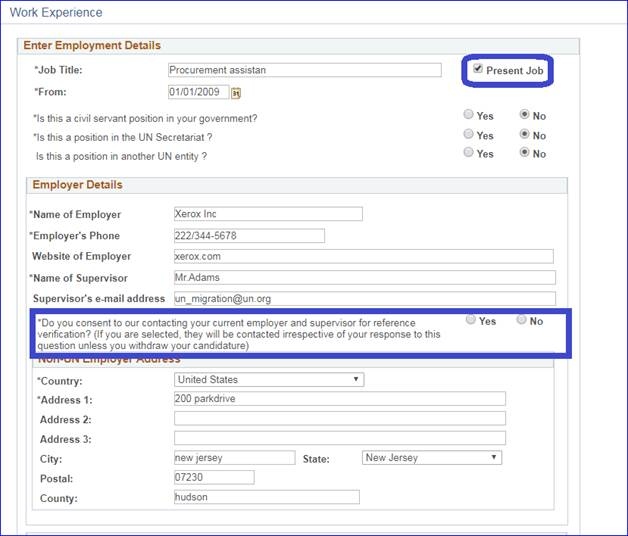 Work Experience
Enter Employment Details
*Job Title: Procurement assistan Present Job
*From: 01/01/2009 31
*Is this a civil servant position in your government? Yes No
*Is this a position in the UN Secretariat ? Yes No
Is this a position in another UN entity ? Yes No
Employer Details
*Name of Employer Xerox Inc
*Employer's Phone 222/344-5678
Website of Employer xerox.com
*Name of Supervisor Mr.Adams
Supervisor's e-mail address un_migration@un.org
*Do you consent to our contacting your current employer and supervisor for reference Yes No
verification? (If you are selected, they will be contacted irrespective of your response to this
question unless you withdraw your candidature)
Non-UN Employer Address
*Country: United States
*Address 1: 200 parkdrive
Address 2:
Address 3:
City: new jersey State: New Jersey
Postal: 07230
County: hudson